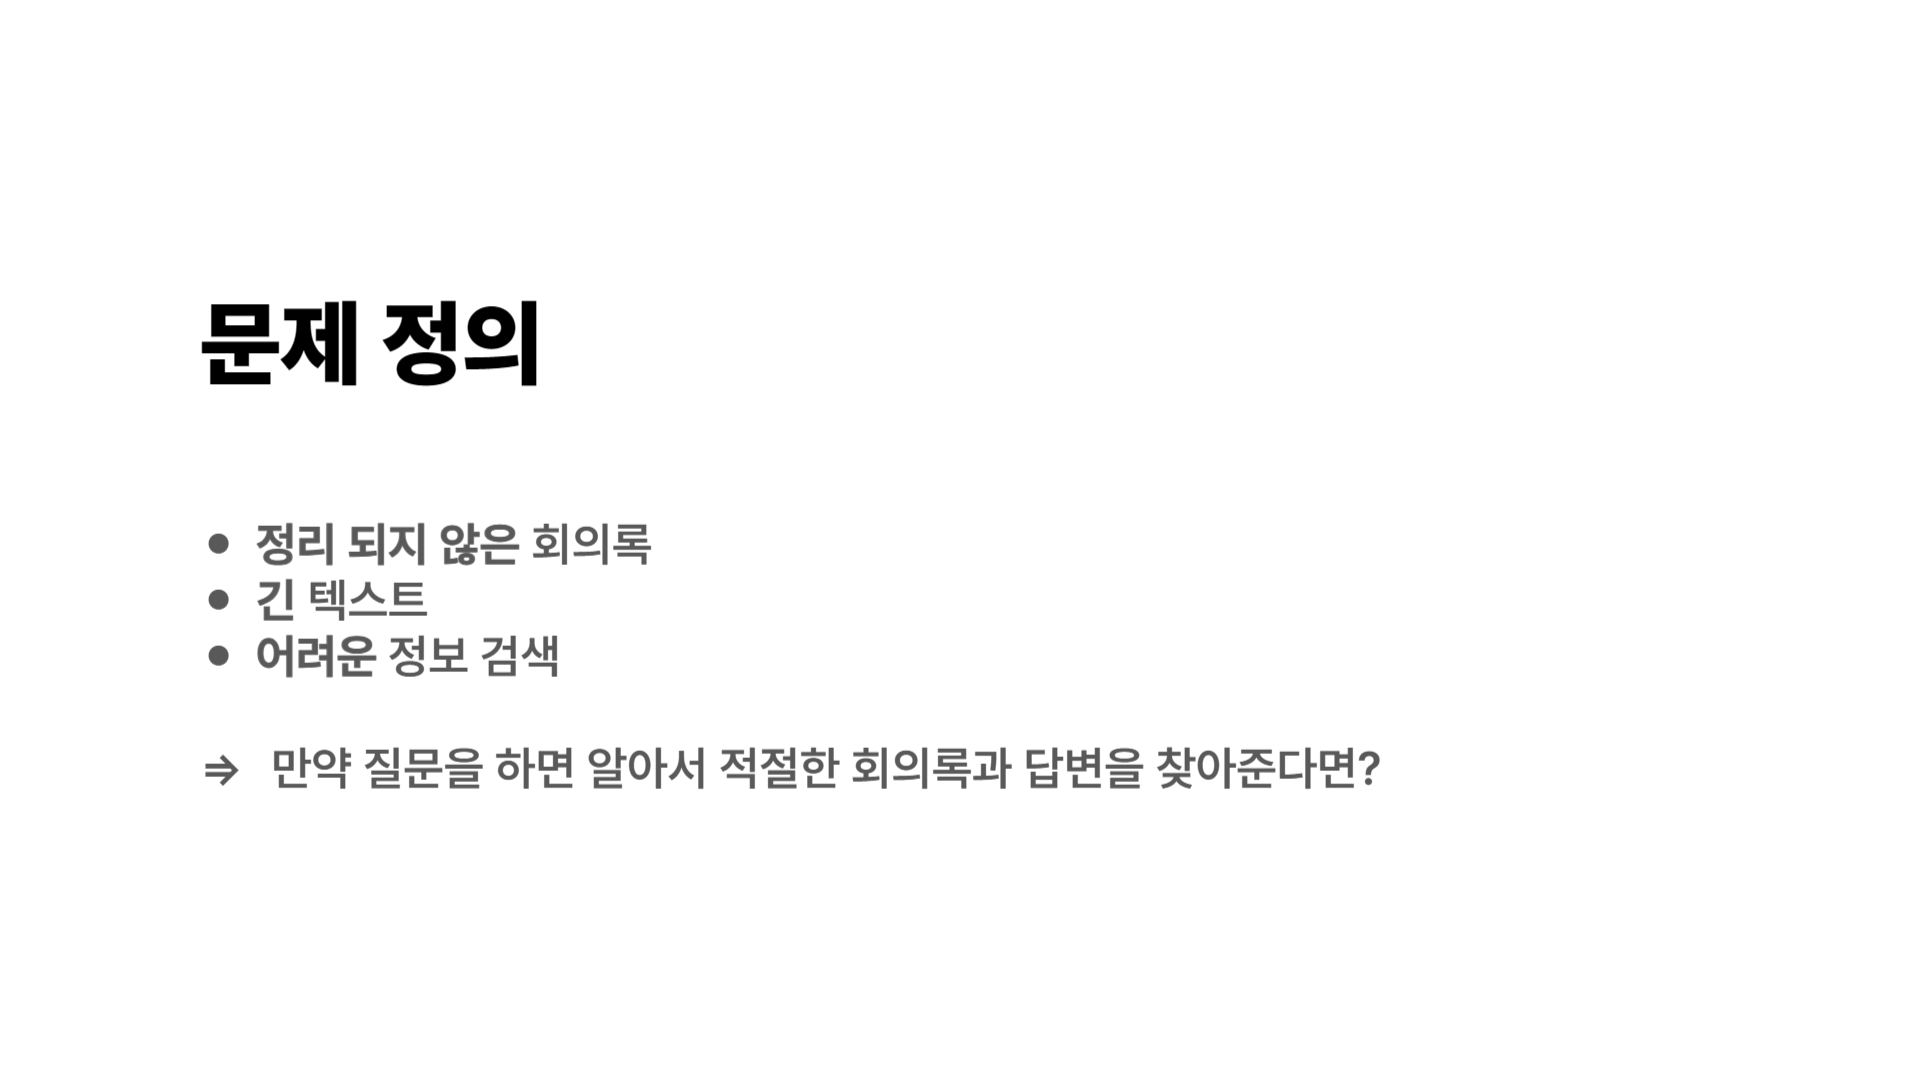 문제 정의
● 정리 되지 않은 회의록
● 긴 텍스트
● 어려운 정보 검색
⇒ 만약 질문을 하면 알아서 적절한 회의록과 답변을 찾아준다면?